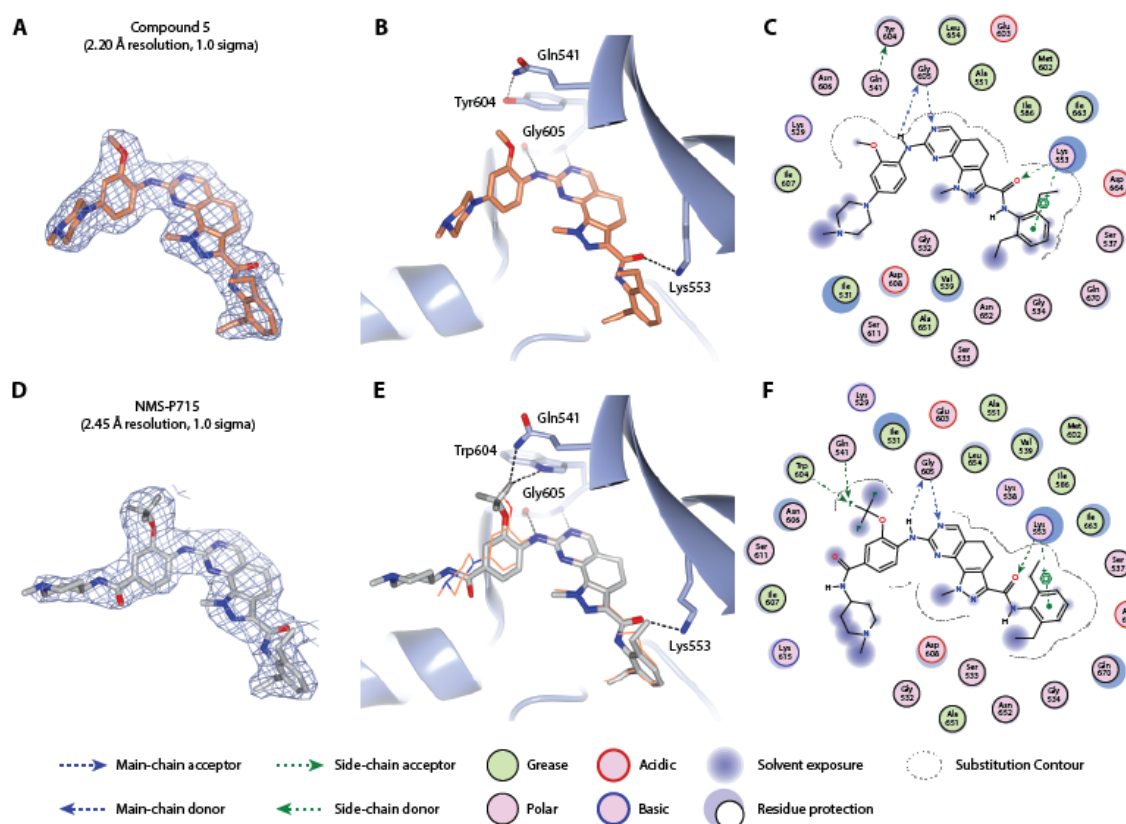 A
Compound 5
(2.20 Å resolution, 1.0 sigma)
B
Gln541
Tyr604
Gly605
Lys553
C
Tyr
604
Leu
654
Glu
603
Asn
606
Gln
541
Gly
605
Ala
551
Met
602
Lys
529
Ile
586
Ile
663
Lys
553
Ile
607
Asp
664
H
N
N
N
O
N
N
N
N
N
N
H
O
Gly
532
Ser
537
Ile
531
Asp
608
Val
539
Asn
652
Gly
534
Gln
670
Ser
611
Ala
651
Ser
533
D
NMS-P715
(2.45 Å resolution, 1.0 sigma)
E
Gln541
Trp604
Gly605
Lys553
F
Lys
529
Glu
603
Ala
551
Ile
531
Gln
541
Leu
654
Val
539
Met
602
Trp
604
Gly
605
Lys
538
Ile
586
Asn
606
Lys
553
Ile
663
F
F
F
O
H
N
N
N
Ser
611
Ser
537
O
O
N
N
N
H
N
H
Ile
607
N
Lys
615
Asp
608
Ser
533
Gln
670
Gly
532
Ala
651
Asn
652
Gly
534
Main-chain acceptor
Side-chain acceptor
Grease
Acidic
Solvent exposure
Substitution Contour
Main-chain donor
Side-chain donor
Polar
Basic
Residue protection